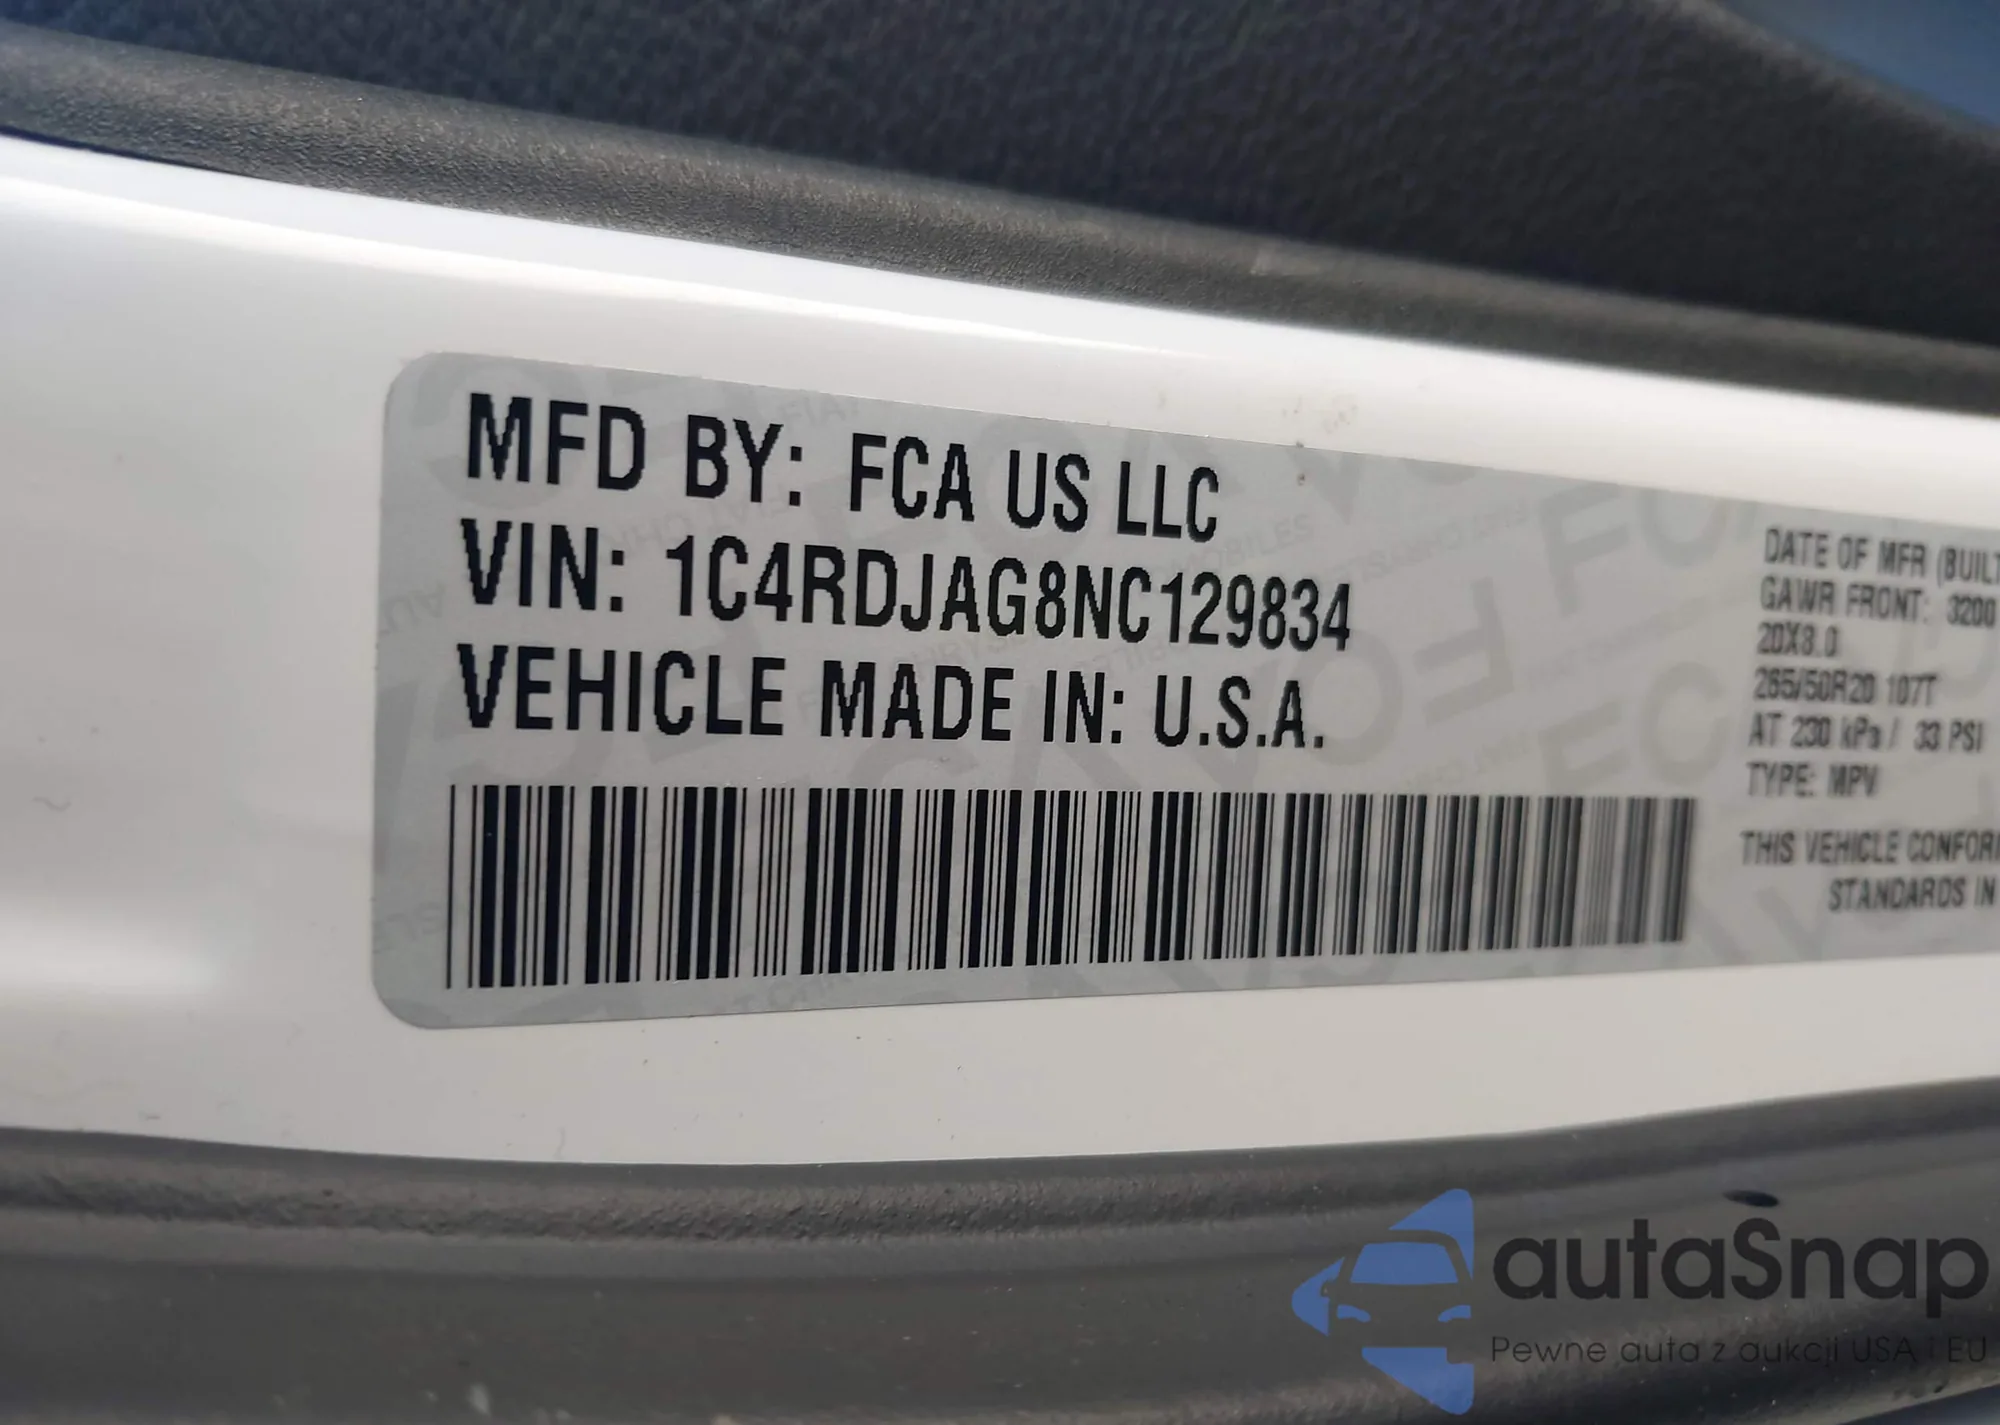 MFD BY: FCA US LLC
VIN: 1C4RDJAG8NC129834
VEHICLE MADE IN: U.S.A.
DATE OF MFR (BUILT
GAWR FRONT: 3200
20X8.0
265/50R20 107T
AT 230 kPa / 33 PSI
TYPE: MPV
THIS VEHICLE CONFOR
STANDARDS IN
autaSnap
Pewne auta z aukcji USA i EU